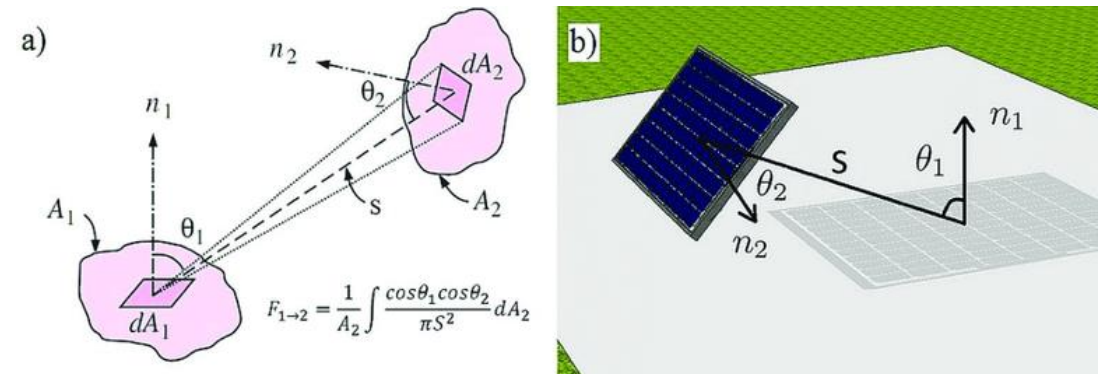 a)
n₂
dA₂
θ₂
n₁
A₁
θ₁
S
A₂
dA₁
F₁→₂ = 1/A₂ ∫ cosθ₁cosθ₂/πS² dA₂
b)
n₁
θ₁
S
θ₂
n₂